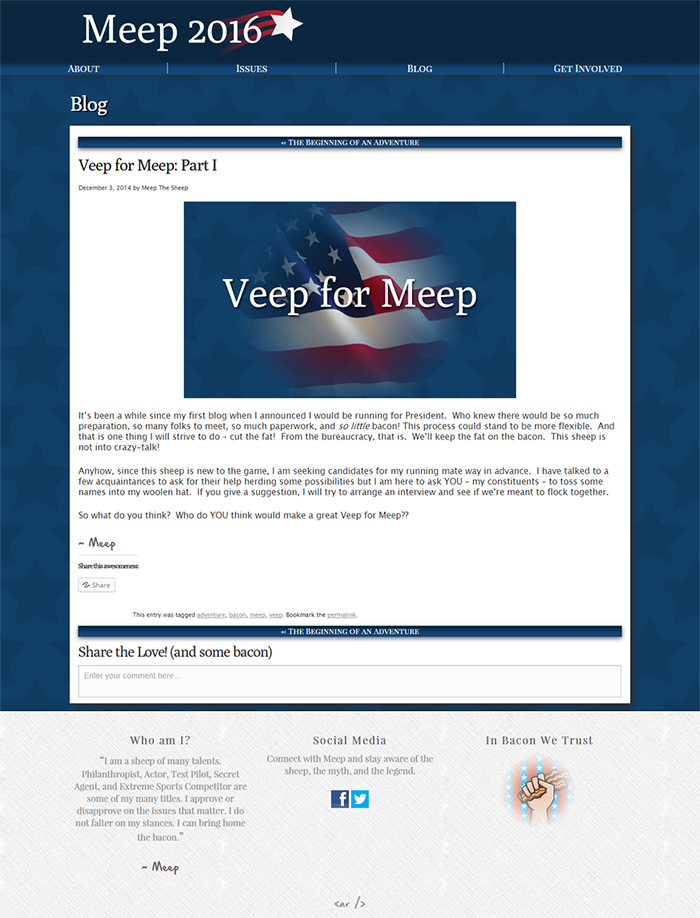 Meep 2016
About
Issues
Blog
Get Involved
Blog
←< The Beginning of an Adventure
Veep for Meep: Part I
December 3, 2014 by Meep The Sheep
Veep for Meep
It's been a while since my first blog when I announced I would be running for President.  Who knew there would be so much
preparation, so many folks to meet, so much paperwork, and so little bacon! This process could stand to be more flexible.  And
that is one thing I will strive to do – cut the fat!  From the bureaucracy, that is.  We'll keep the fat on the bacon.  This sheep is
not into crazy-talk!
Anyhow, since this sheep is new to the game, I am seeking candidates for my running mate way in advance.  I have talked to a
few acquaintances to ask for their help herding some possibilities but I am here to ask YOU – my constituents – to toss some
names into my woolen hat.  If you give a suggestion, I will try to arrange an interview and see if we're meant to flock together.
So what do you think?  Who do YOU think would make a great Veep for Meep??
~ Meep
Share this awesomeness:
Share
This entry was tagged adventure, bacon, meep, veep. Bookmark the permalink.
←< The Beginning of an Adventure
Share the Love! (and some bacon)
Enter your comment here...
Who am I?
"I am a sheep of many talents.
Philanthropist, Actor, Test Pilot, Secret
Agent, and Extreme Sports Competitor are
some of my many titles. I approve or
disapprove on the issues that matter. I do
not falter on my stances. I can bring home
the bacon."
~ Meep
Social Media
Connect with Meep and stay aware of the
sheep, the myth, and the legend.
In Bacon We Trust
<ar />